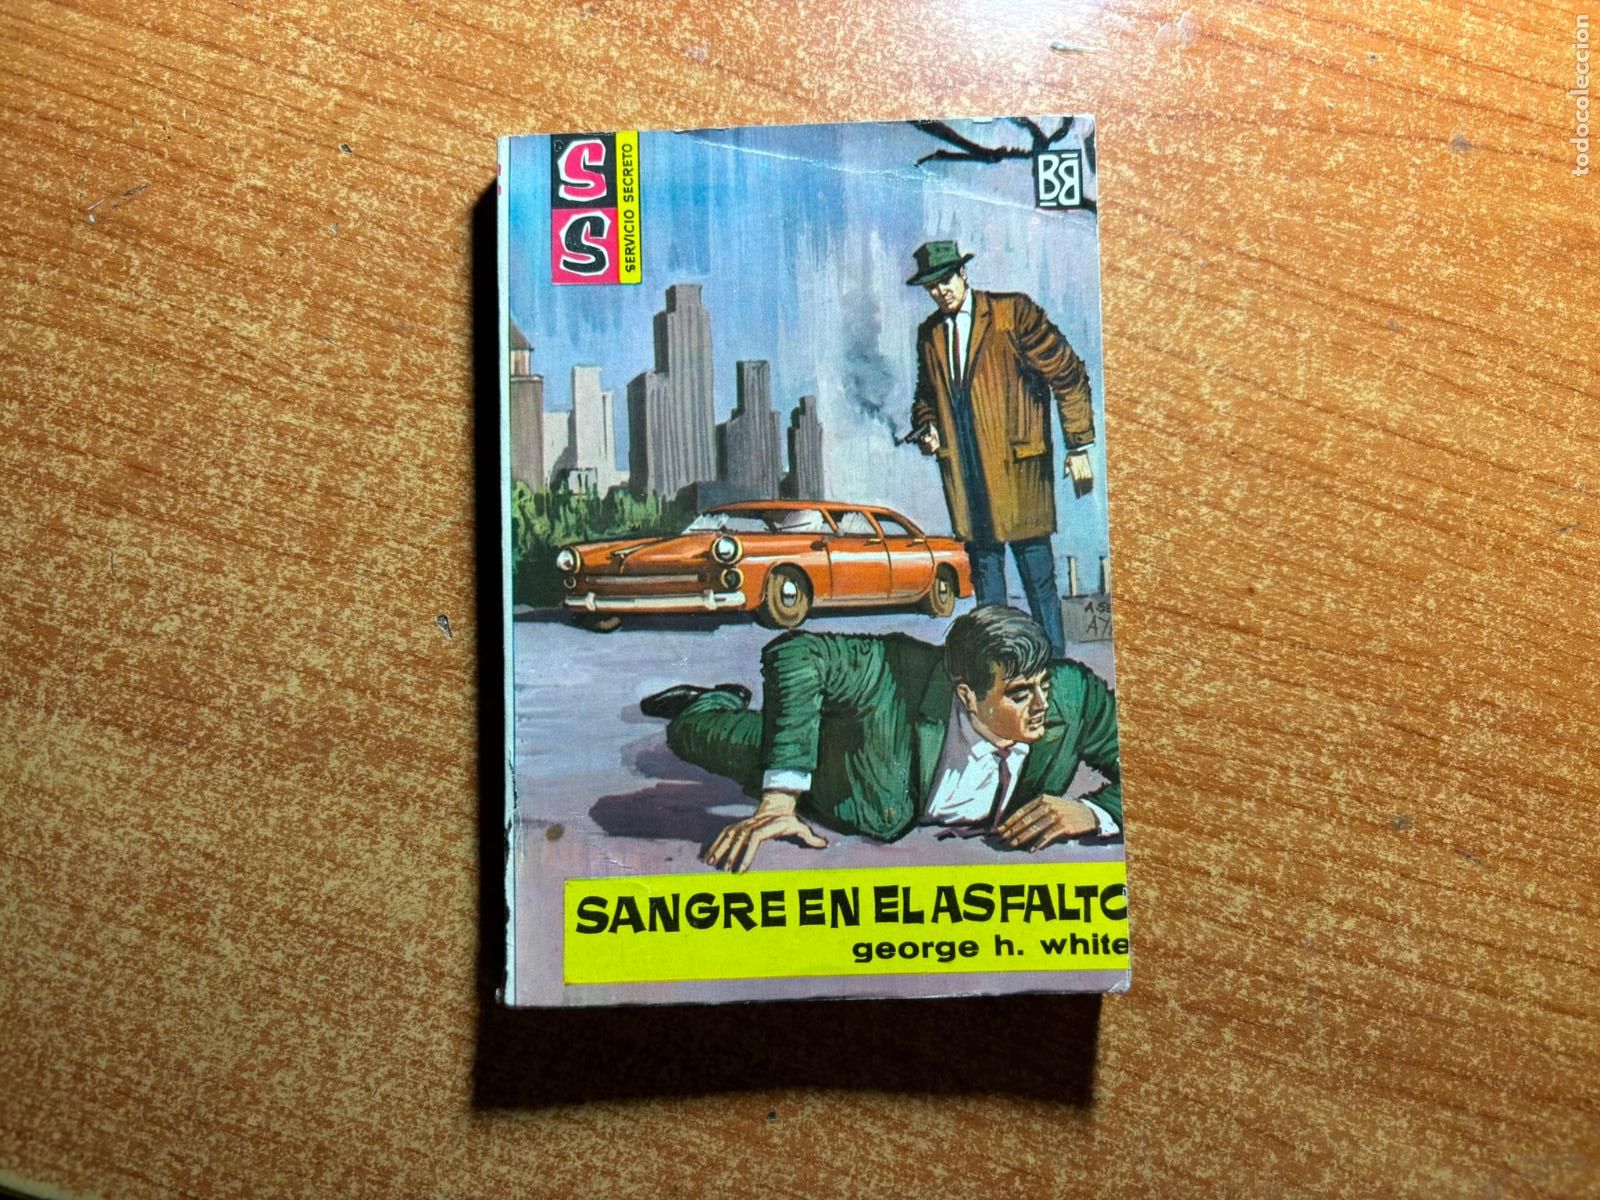 S
S
SERVICIO SECRETO
BB
SANGRE EN EL ASFALTO
george h. white
todocoleccion